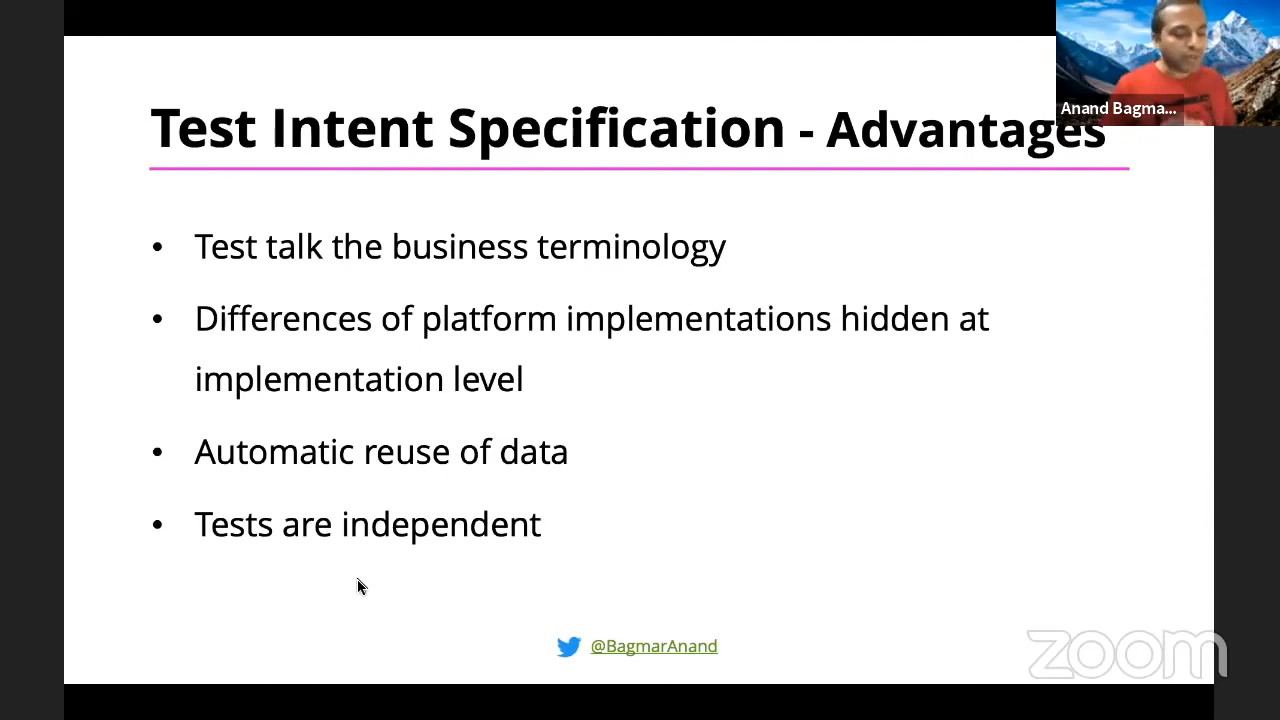 Test Intent Specification - Advantages
Anand Bagma...
• Test talk the business terminology
• Differences of platform implementations hidden at
implementation level
• Automatic reuse of data
• Tests are independent
@BagmarAnand
zoom